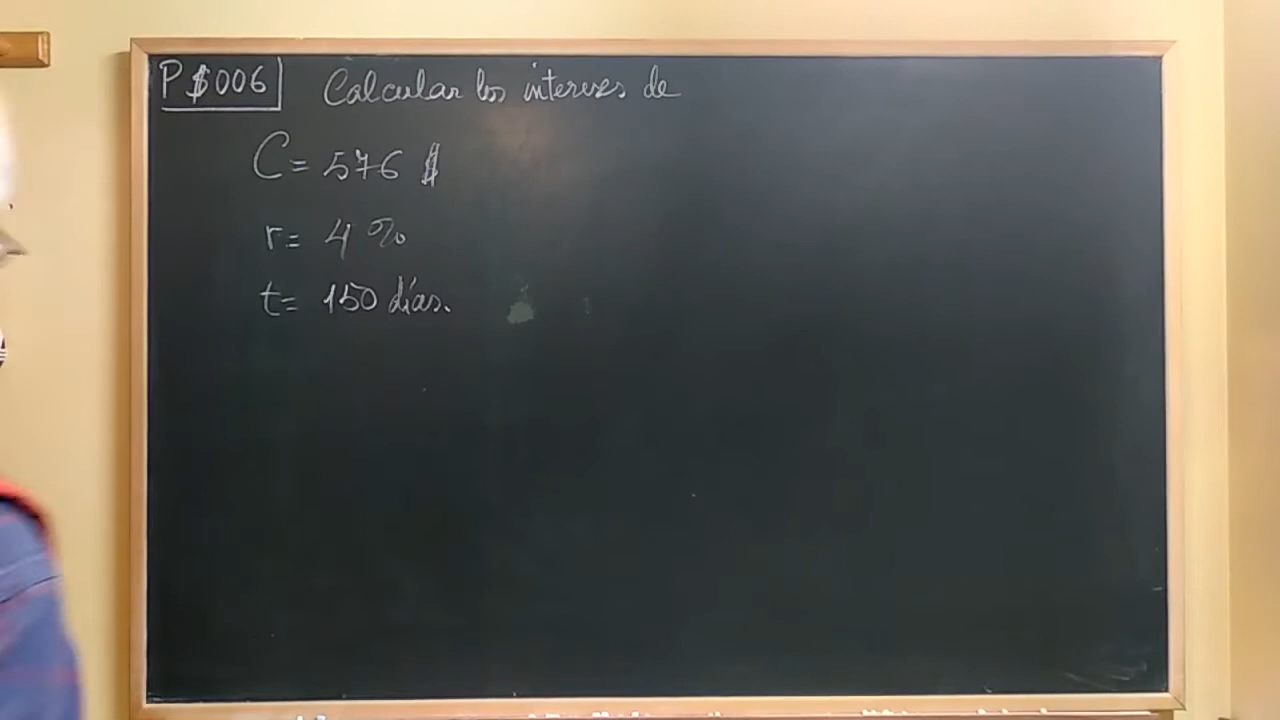 P$006 Calcular los intereses de
C= 576 $
r= 4 %
t= 150 días.